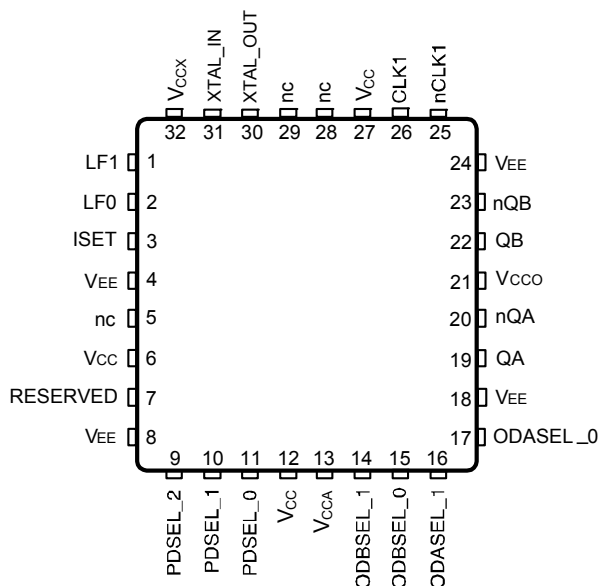 VCCX
XTAL_IN
XTAL_OUT
nc
nc
VCC
CLK1
nCLK1
32 31 30 29 28 27 26 25
LF1 1
LF0 2
ISET 3
VEE 4
nc 5
VCC 6
RESERVED 7
VEE 8
24 VEE
23 nQB
22 QB
21 VCCO
20 nQA
19 QA
18 VEE
17 ODASEL_0
9 10 11 12 13 14 15 16
PDSEL_2
PDSEL_1
PDSEL_0
VCC
VCCA
ODBSEL_1
ODBSEL_0
ODASEL_1